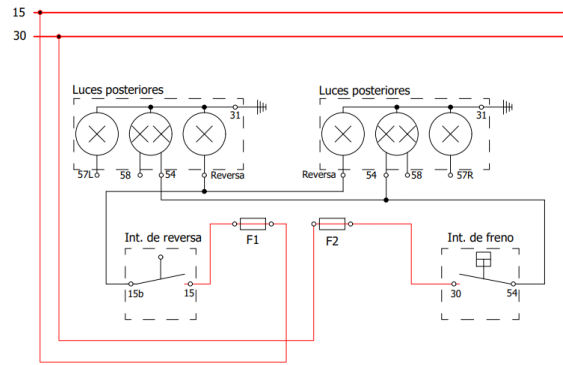 15
30
Luces posteriores
Luces posteriores
31
31
57L 58 54 Reversa
Reversa 54 58 57R
Int. de reversa
F1
F2
Int. de freno
15b
15
30
54